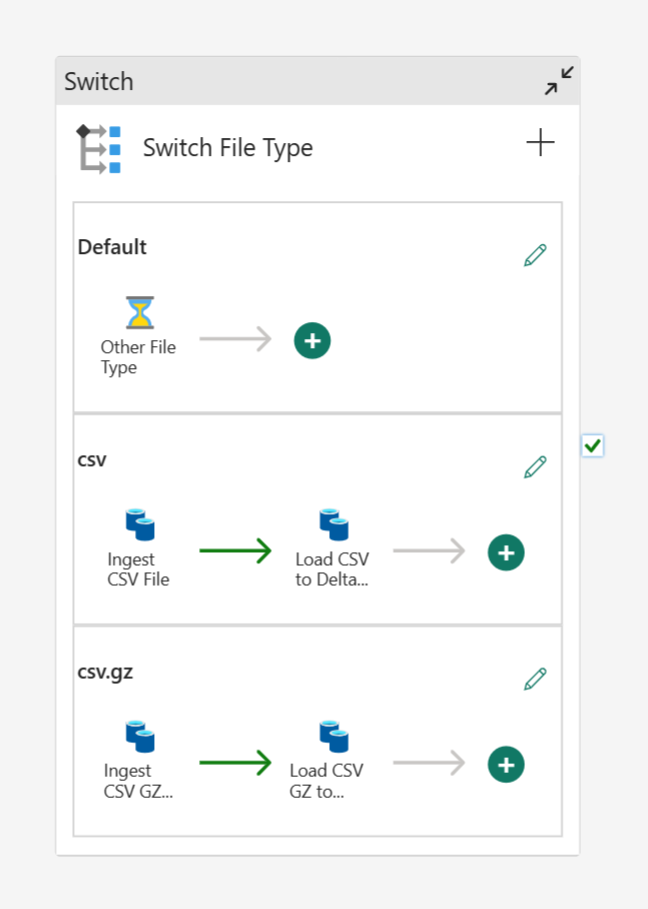 Switch
Switch File Type
Default
Other File
Type
csv
Ingest
CSV File
Load CSV
to Delta...
csv.gz
Ingest
CSV GZ...
Load CSV
GZ to...